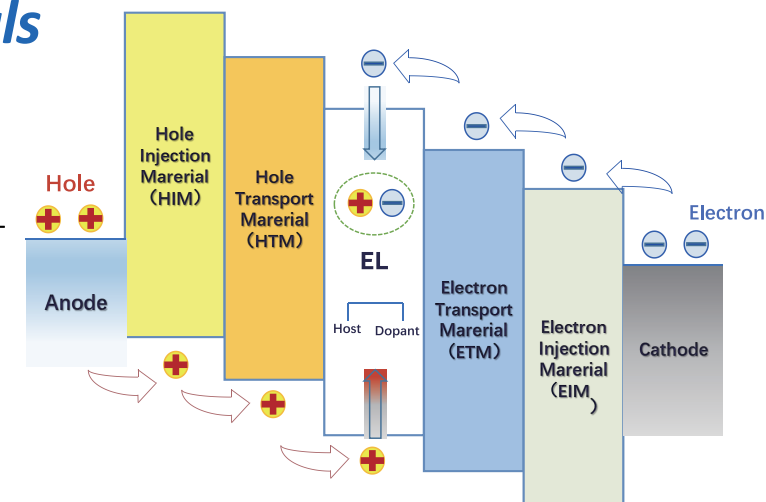 Hole
Injection
Marerial
(HIM)
Hole
Transport
Marerial
(HTM)
Hole
Anode
EL
Host Dopant
Electron
Transport
Marerial
(ETM)
Electron
Injection
Marerial
(EIM)
Electron
Cathode